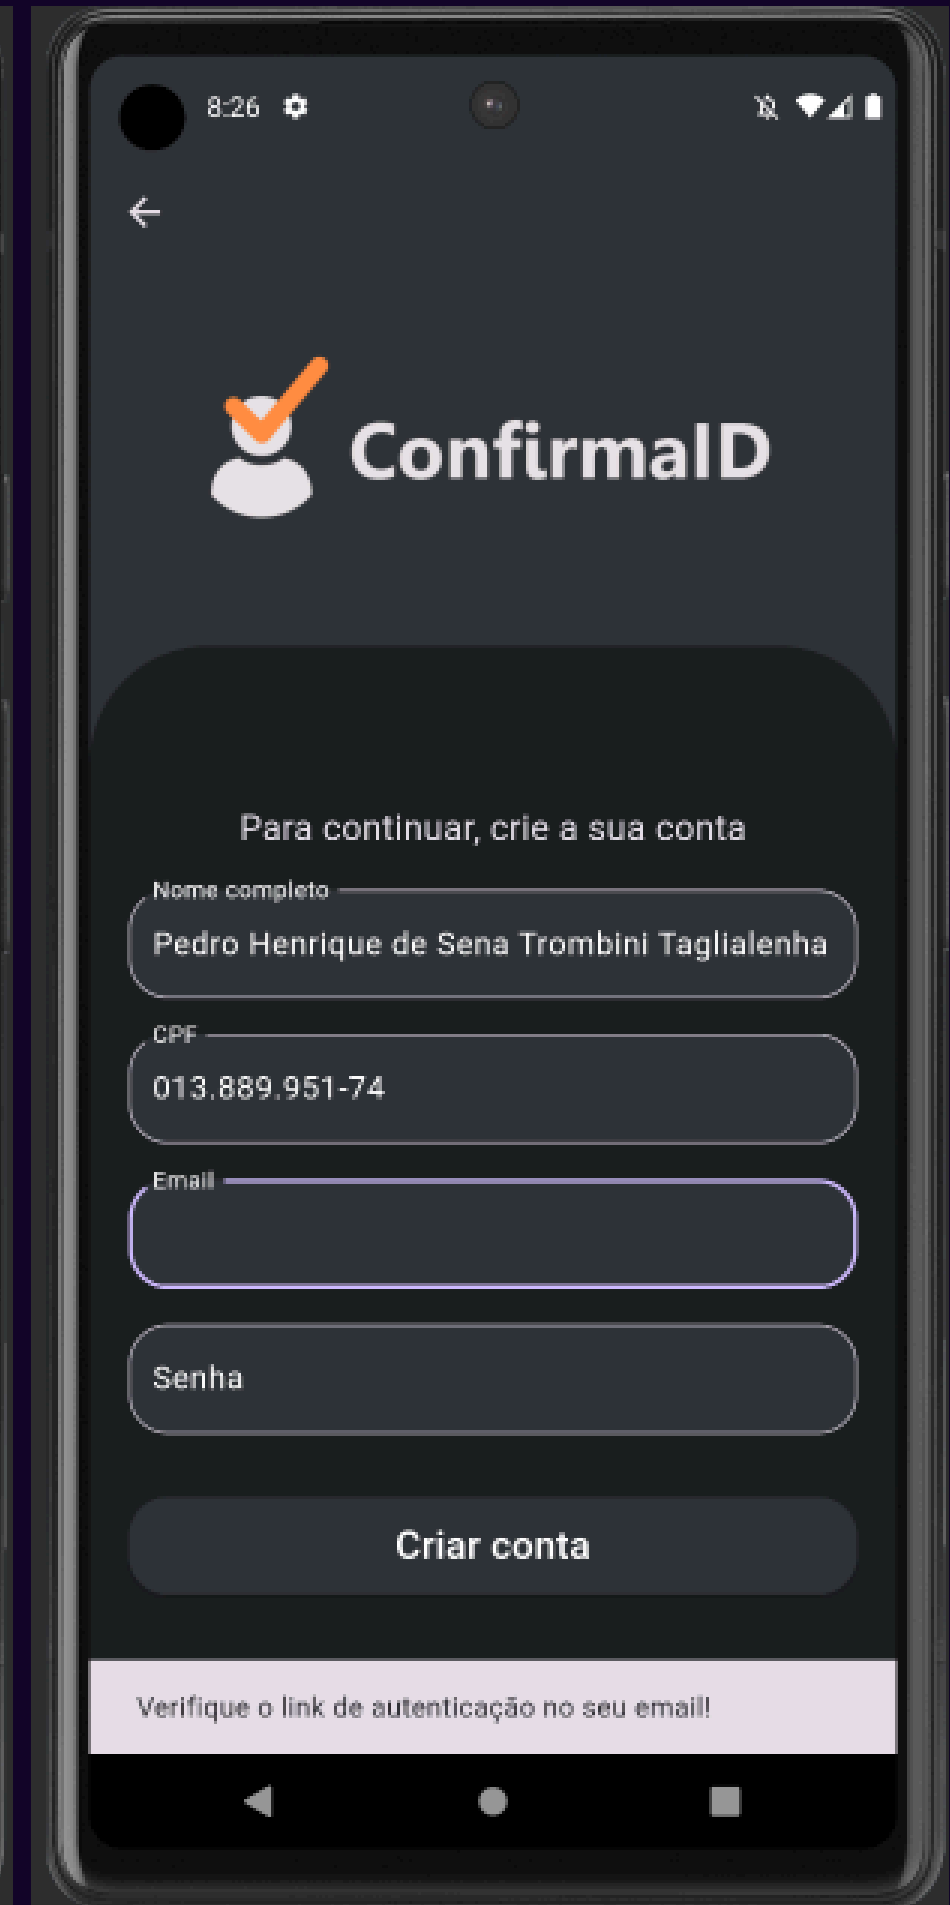 8:26
ConfirmaID
Para continuar, crie a sua conta
Nome completo
Pedro Henrique de Sena Trombini Taglialenha
CPF
013.889.951-74
Email
Senha
Criar conta
Verifique o link de autenticação no seu email!